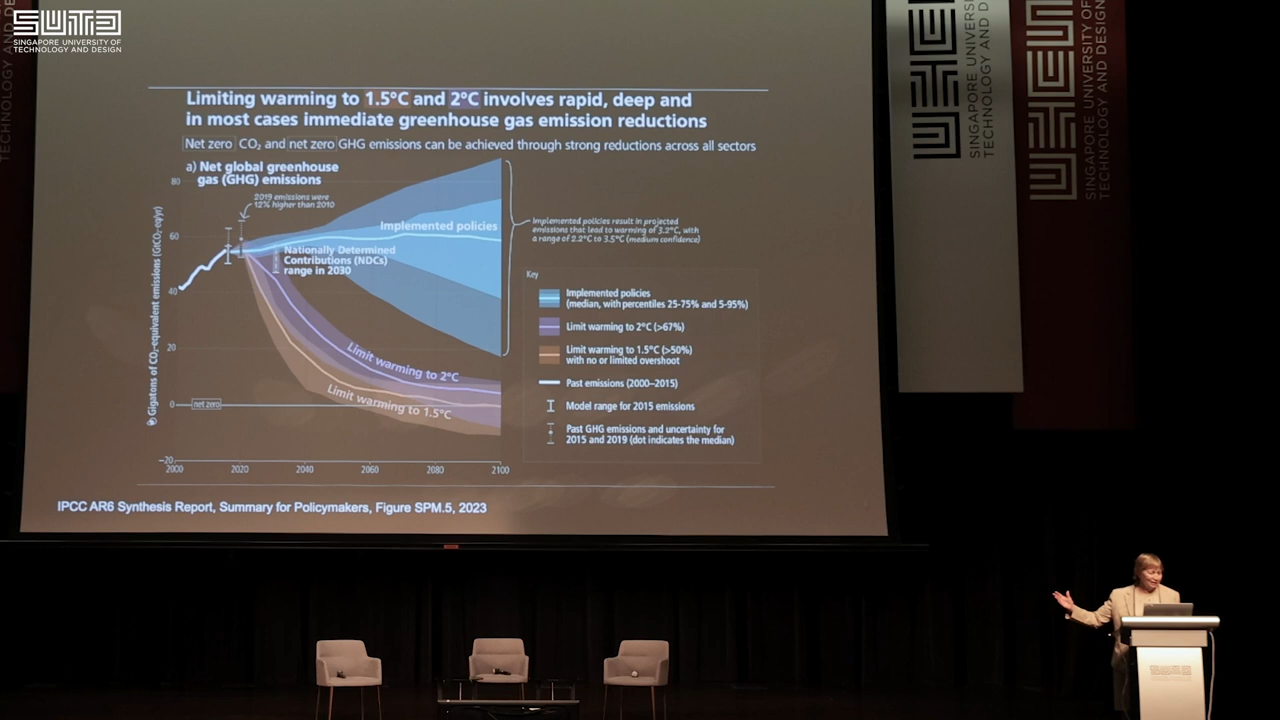 SUTD
SINGAPORE UNIVERSITY OF
TECHNOLOGY AND DESIGN
Limiting warming to 1.5°C and 2°C involves rapid, deep and
in most cases immediate greenhouse gas emission reductions
Net zero CO₂ and net zero GHG emissions can be achieved through strong reductions across all sectors
a) Net global greenhouse
gas (GHG) emissions
80
60
40
20
0
−20
Gigatons of CO₂-equivalent emissions (GtCO₂-eq/yr)
2019 emissions were
12% higher than 2010
Implemented policies
Nationally Determined
Contributions (NDCs)
range in 2030
Limit warming to 2°C
Limit warming to 1.5°C
net zero
2000
2020
2040
2060
2080
2100
Implemented policies result in projected
emissions that lead to warming of 3.2°C, with
a range of 2.2°C to 3.5°C (medium confidence)
Key
Implemented policies
(median, with percentiles 25-75% and 5-95%)
Limit warming to 2°C (>67%)
Limit warming to 1.5°C (>50%)
with no or limited overshoot
Past emissions (2000–2015)
Model range for 2015 emissions
Past GHG emissions and uncertainty for
2015 and 2019 (dot indicates the median)
IPCC AR6 Synthesis Report, Summary for Policymakers, Figure SPM.5, 2023
SINGAPORE UNIVERS
TECHNOLOGY AND D
SINGAPORE UNIVERSITY OF
TECHNOLOGY AND DESIGN